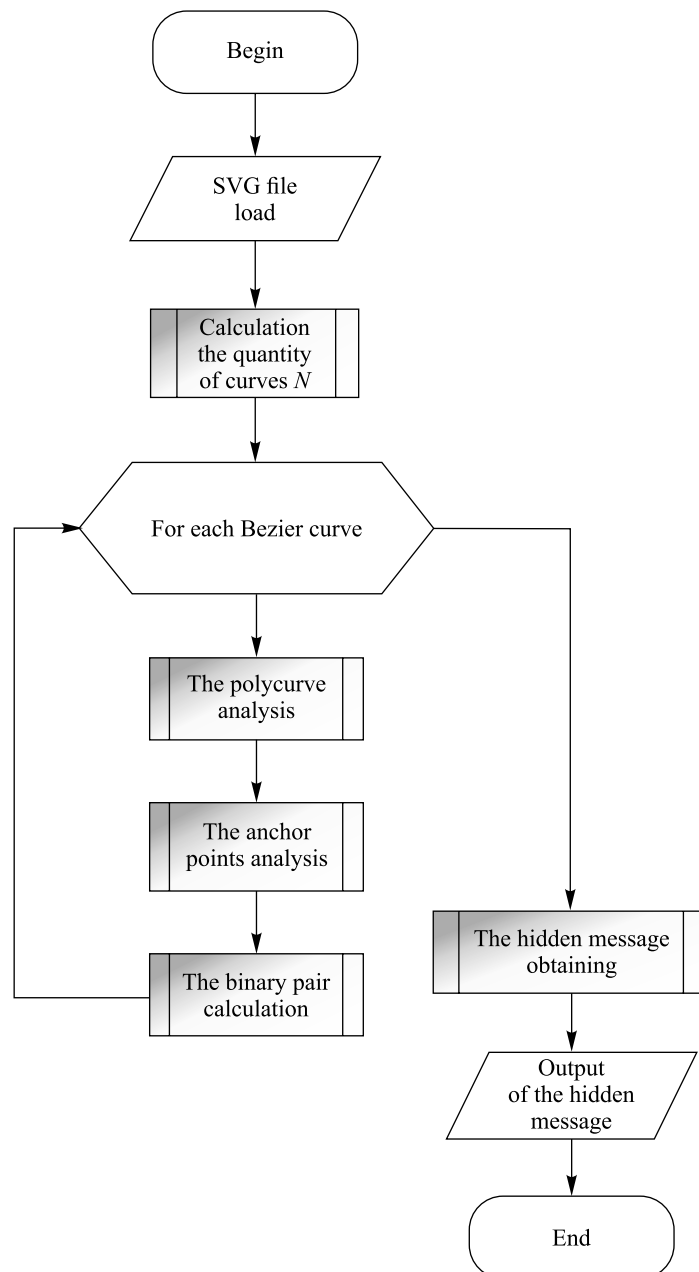 Begin
SVG file
load
Calculation
the quantity
of curves N
For each Bezier curve
The polycurve
analysis
The anchor
points analysis
The binary pair
calculation
The hidden message
obtaining
Output
of the hidden
message
End